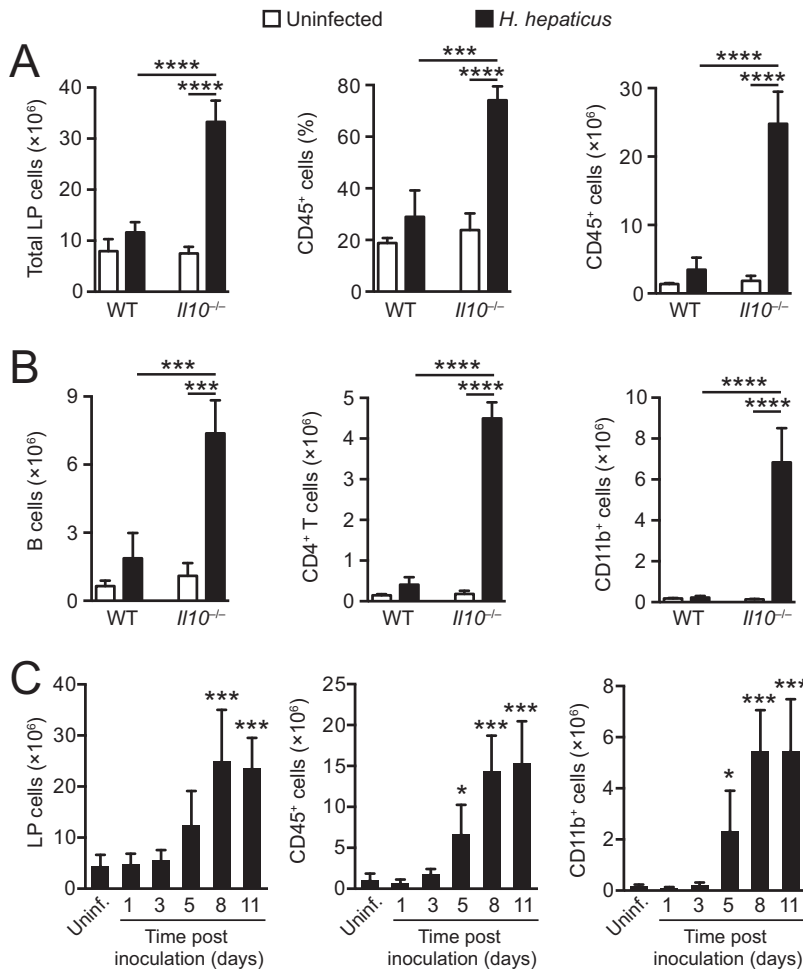 Uninfected H. hepaticus
A
Total LP cells (×10⁶)
40
30
20
10
0
****
****
WT Il10⁻/⁻
CD45⁺ cells (%)
80
60
40
20
0
***
****
WT Il10⁻/⁻
CD45⁺ cells (×10⁶)
30
20
10
0
****
****
WT Il10⁻/⁻
B
B cells (×10⁶)
9
6
3
0
***
***
WT Il10⁻/⁻
CD4⁺ T cells (×10⁶)
5
4
3
2
1
0
****
****
WT Il10⁻/⁻
CD11b⁺ cells (×10⁶)
10
8
6
4
2
0
****
****
WT Il10⁻/⁻
C
LP cells (×10⁶)
40
30
20
10
0
***
***
Uninf. 1 3 5 8 11
Time post
inoculation (days)
CD45⁺ cells (×10⁶)
25
20
15
10
5
0
*
***
***
Uninf. 1 3 5 8 11
Time post
inoculation (days)
CD11b⁺ cells (×10⁶)
8
6
4
2
0
*
***
***
Uninf. 1 3 5 8 11
Time post
inoculation (days)